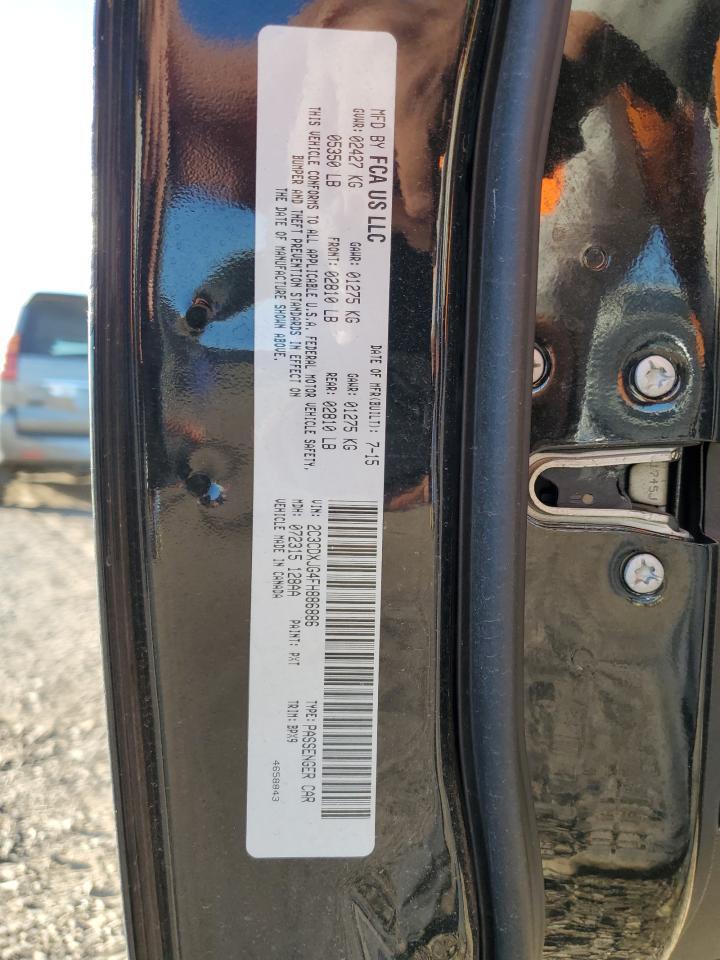 MFD BY FCA US LLC
DATE OF MFR(BUILT): 7-15
GVWR: 02427 KG GAWR: 01275 KG GAWR: 01275 KG
05350 LB FRONT: 02810 LB REAR: 02810 LB
THIS VEHICLE CONFORMS TO ALL APPLICABLE U.S.A. FEDERAL MOTOR VEHICLE SAFETY,
BUMPER AND THEFT PREVENTION STANDARDS IN EFFECT ON
THE DATE OF MANUFACTURE SHOWN ABOVE.
VIN: 2C3CDXJG4FH886886 TYPE: PASSENGER CAR
MDH: 072315 128AA PAINT: PXT TRIM: BPX9
VEHICLE MADE IN CANADA
4658843